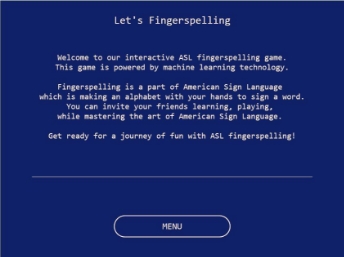 Let's Fingerspelling
Welcome to our interactive ASL fingerspelling game.
This game is powered by machine learning technology.
Fingerspelling is a part of American Sign Language
which is making an alphabet with your hands to sign a word.
You can invite your friends learning, playing,
while mastering the art of American Sign Language.
Get ready for a journey of fun with ASL fingerspelling!
MENU